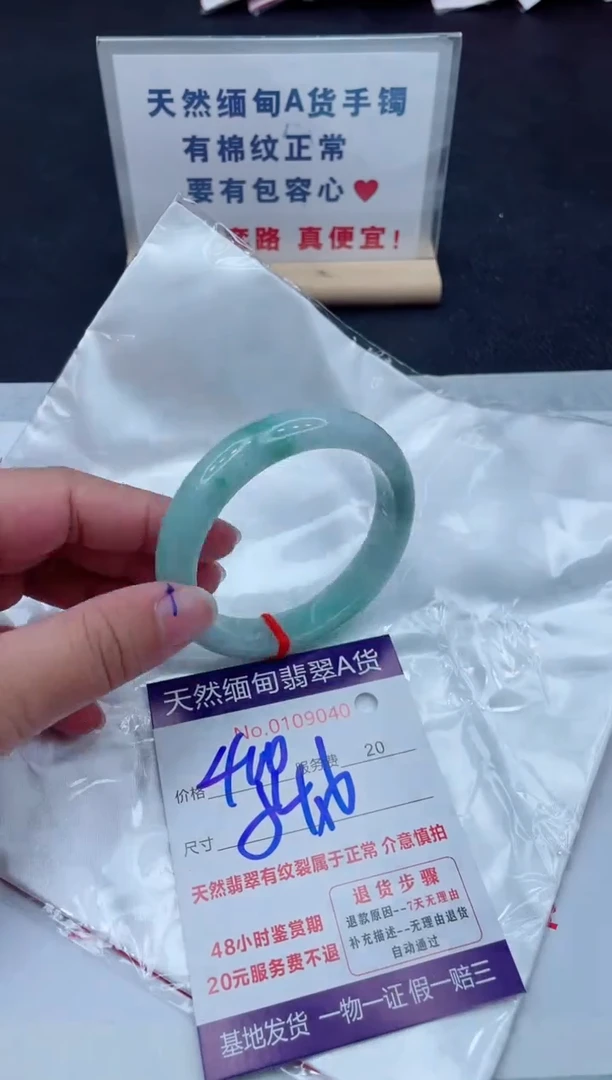 天然缅甸A货手镯
有棉纹正常
要有包容心❤
路 真便宜!
天然缅甸翡翠A货
No.0109040
价格 服务费 20
尺寸
天然翡翠有纹裂属于正常 介意慎拍
48小时鉴赏期
20元服务费不退
退货步骤
退款原因--7天无理由
补充描述--无理由退货
自动通过
基地发货 一物一证 假一赔三